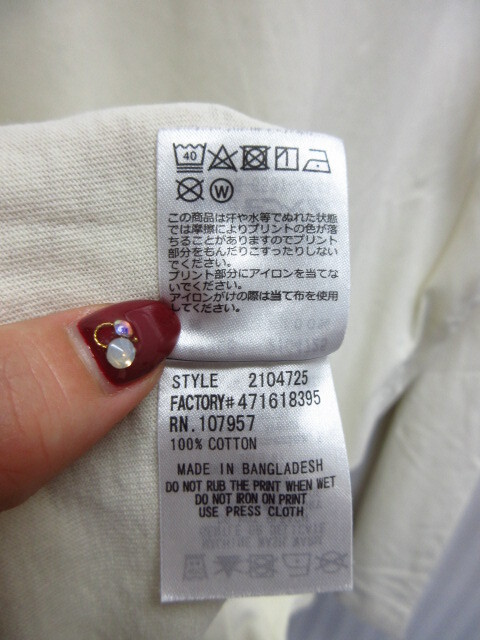 40
W
この商品は汗や水等でぬれた状態
では摩擦によりプリントの色が落
ちることがありますのでプリント
部分をもんだりこすったりしない
でください。
プリント部分にアイロンを当てな
いでください。
アイロンがけの際は当て布を使用
してください。
STYLE 2104725
FACTORY# 471618395
RN. 107957
100% COTTON
MADE IN BANGLADESH
DO NOT RUB THE PRINT WHEN WET
DO NOT IRON ON PRINT
USE PRESS CLOTH